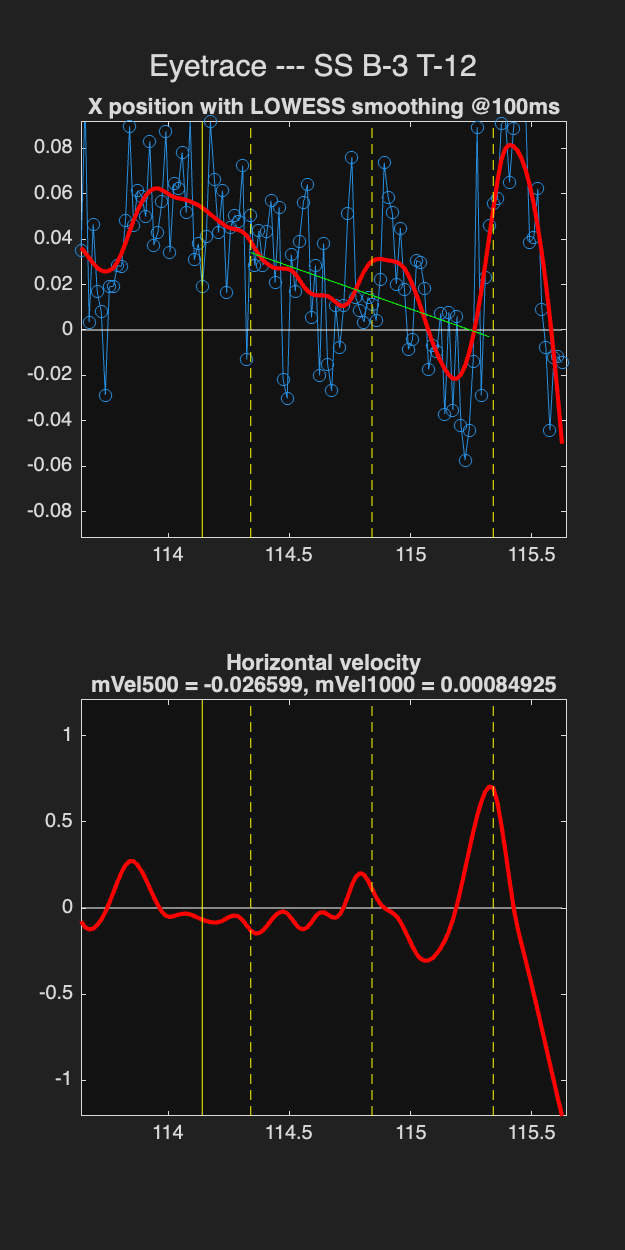 Eyetrace --- SS B-3 T-12
X position with LOWESS smoothing @100ms
0.08
0.06
0.04
0.02
0
-0.02
-0.04
-0.06
-0.08
114 114.5 115 115.5
Horizontal velocity
mVel500 = -0.026599, mVel1000 = 0.00084925
1
0.5
0
-0.5
-1
114 114.5 115 115.5